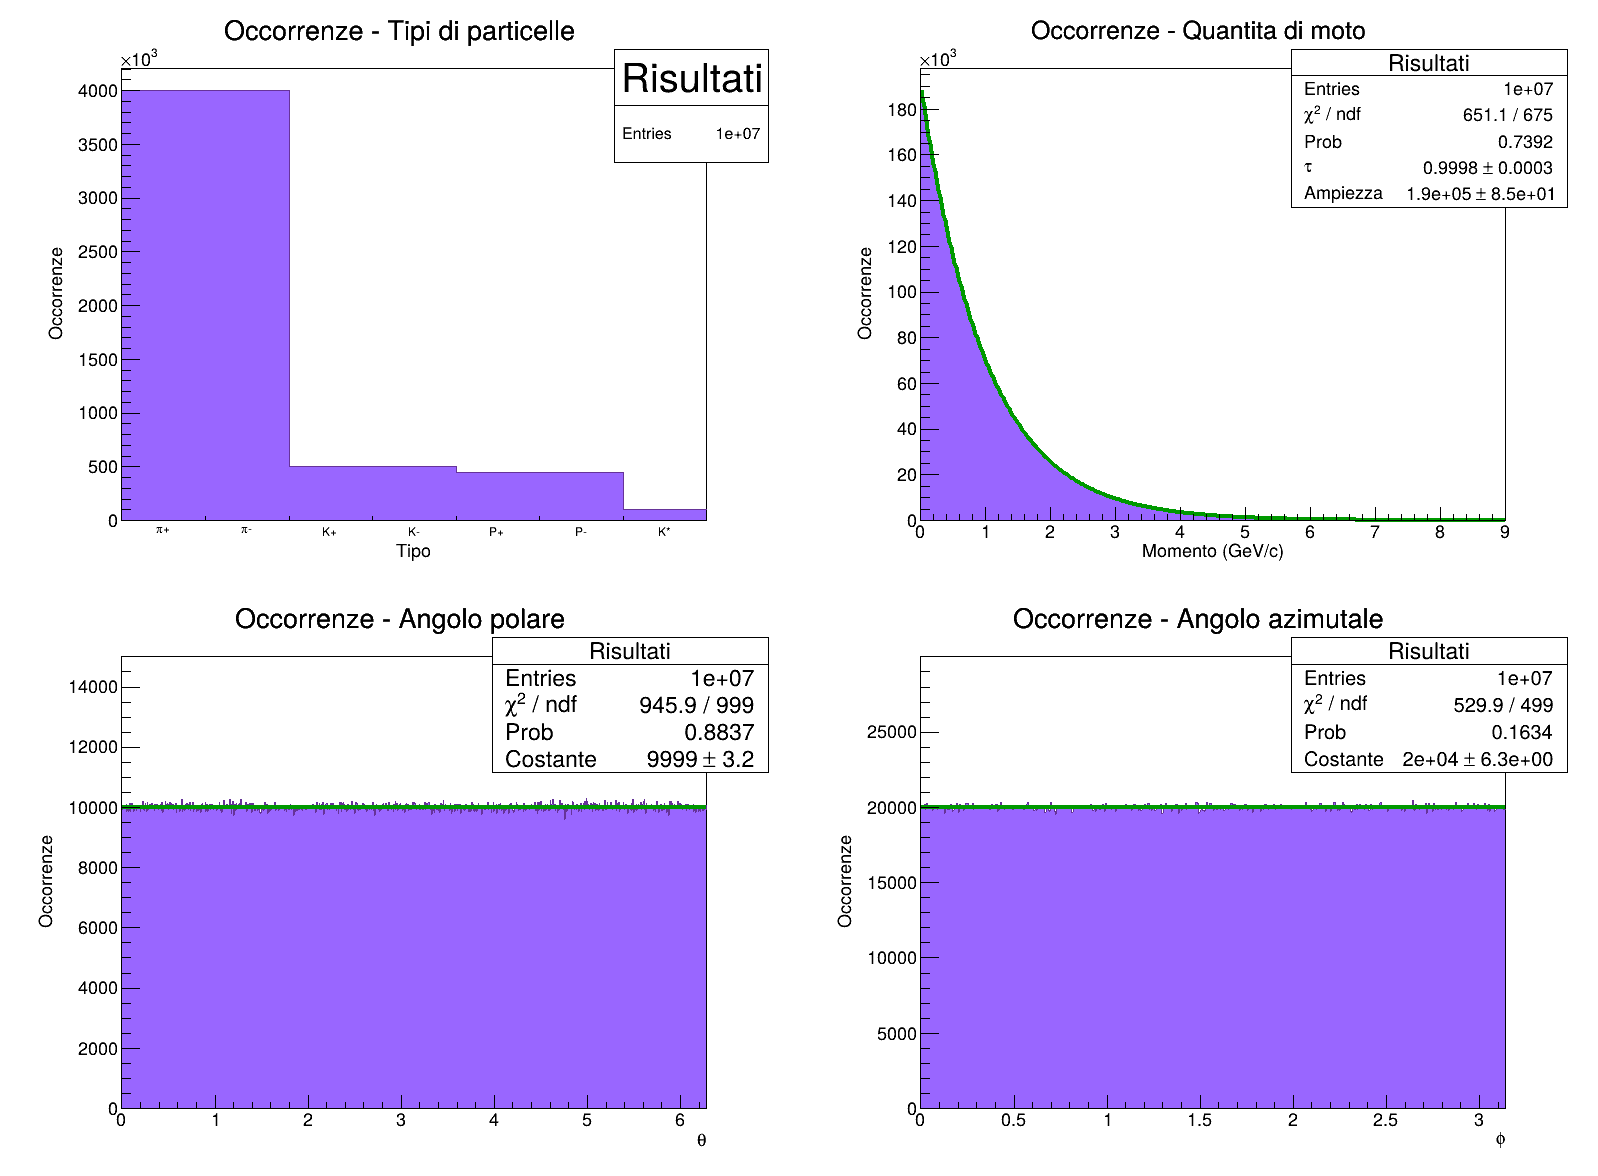 Occorrenze - Tipi di particelle
×10³
Risultati
Entries 1e+07
4000
3500
3000
2500
2000
1500
1000
500
0
Occorrenze
π+ π- K+ K- P+ P- K*
Tipo
Occorrenze - Quantita di moto
×10³
Risultati
Entries 1e+07
χ² / ndf 651.1 / 675
Prob 0.7392
τ 0.9998 ± 0.0003
Ampiezza 1.9e+05 ± 8.5e+01
180
160
140
120
100
80
60
40
20
0
Occorrenze
0 1 2 3 4 5 6 7 8 9
Momento (GeV/c)
Occorrenze - Angolo polare
Risultati
Entries 1e+07
χ² / ndf 945.9 / 999
Prob 0.8837
Costante 9999 ± 3.2
14000
12000
10000
8000
6000
4000
2000
0
Occorrenze
0 1 2 3 4 5 6
θ
Occorrenze - Angolo azimutale
Risultati
Entries 1e+07
χ² / ndf 529.9 / 499
Prob 0.1634
Costante 2e+04 ± 6.3e+00
25000
20000
15000
10000
5000
0
Occorrenze
0 0.5 1 1.5 2 2.5 3
ϕ